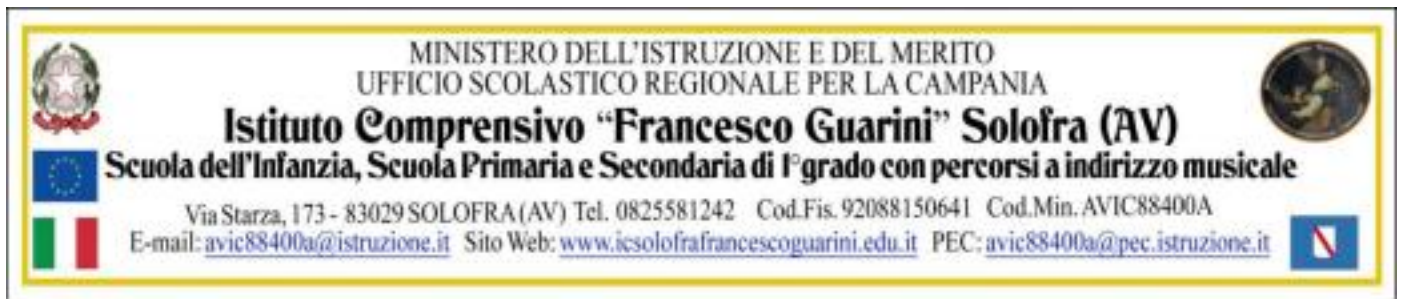 MINISTERO DELL'ISTRUZIONE E DEL MERITO
UFFICIO SCOLASTICO REGIONALE PER LA CAMPANIA
Istituto Comprensivo “Francesco Guarini” Solofra (AV)
Scuola dell'Infanzia, Scuola Primaria e Secondaria di I°grado con percorsi a indirizzo musicale
Via Starza, 173 - 83029 SOLOFRA (AV) Tel. 0825581242 Cod.Fis. 92088150641 Cod.Min. AVIC88400A
E-mail: avic88400a@istruzione.it Sito Web: www.icsolofrafrancescoguarini.edu.it PEC: avic88400a@pec.istruzione.it